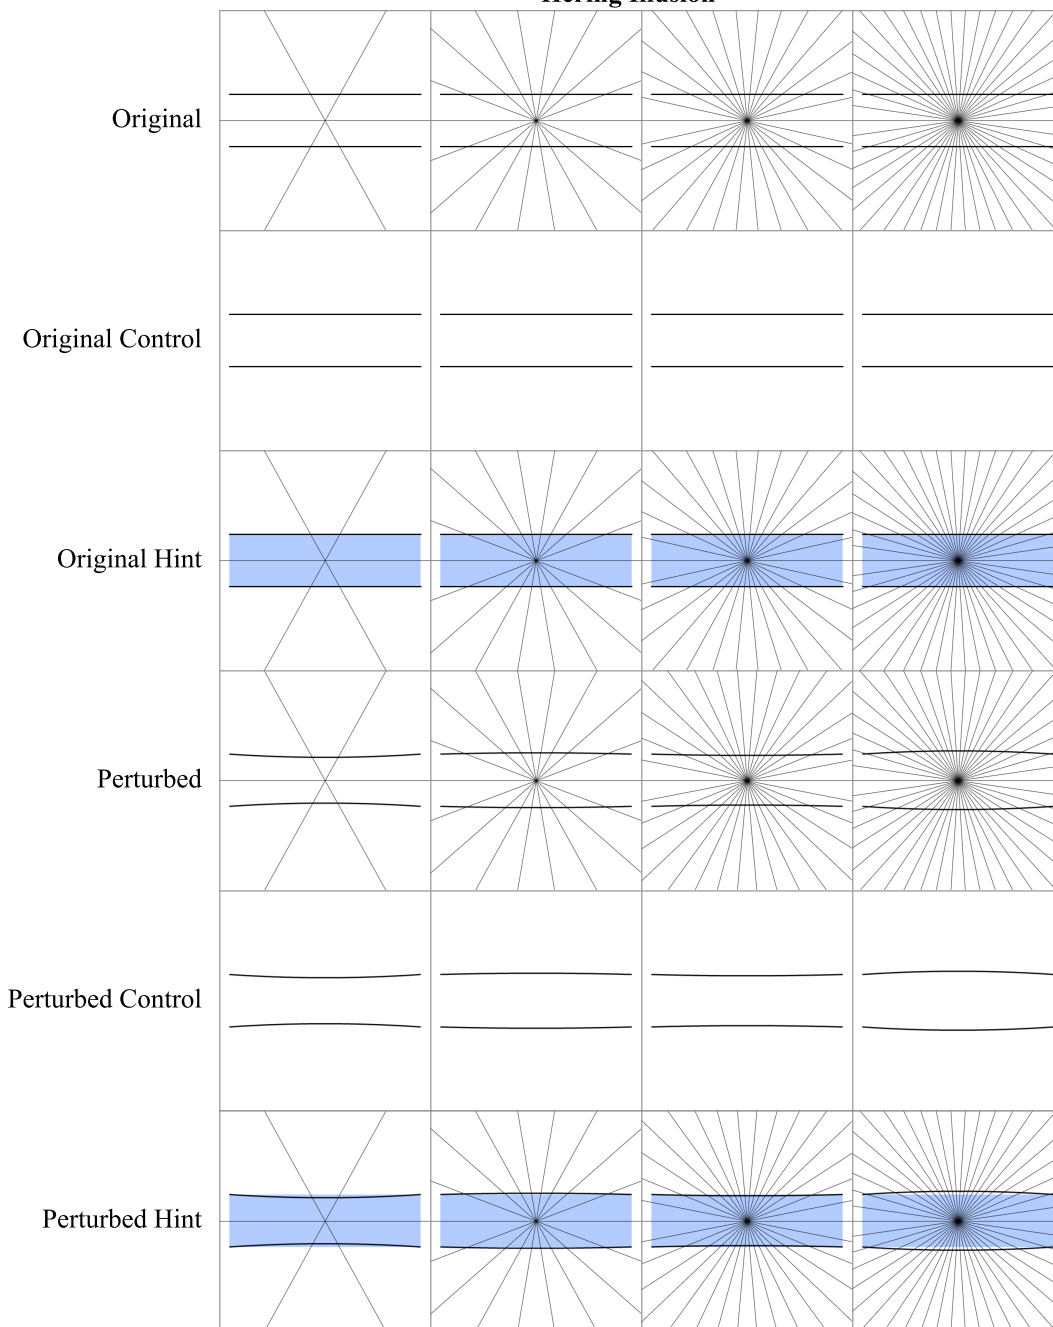 Hering Illusion
Original
Original Control
Original Hint
Perturbed
Perturbed Control
Perturbed Hint